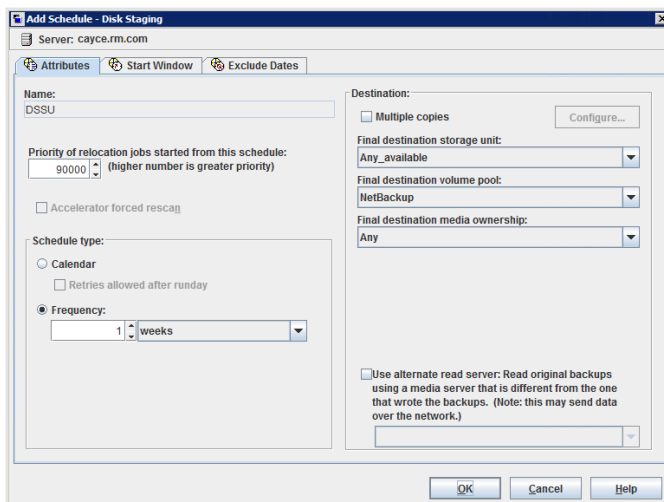 Add Schedule - Disk Staging
Server: cayce.rm.com
Attributes
Start Window
Exclude Dates
Name:
DSSU
Priority of relocation jobs started from this schedule:
90000
(higher number is greater priority)
Accelerator forced rescan
Schedule type:
Calendar
Retries allowed after runday
Frequency:
1
weeks
Destination:
Multiple copies
Configure...
Final destination storage unit:
Any_available
Final destination volume pool:
NetBackup
Final destination media ownership:
Any
Use alternate read server: Read original backups
using a media server that is different from the one
that wrote the backups. (Note: this may send data
over the network.)
OK
Cancel
Help